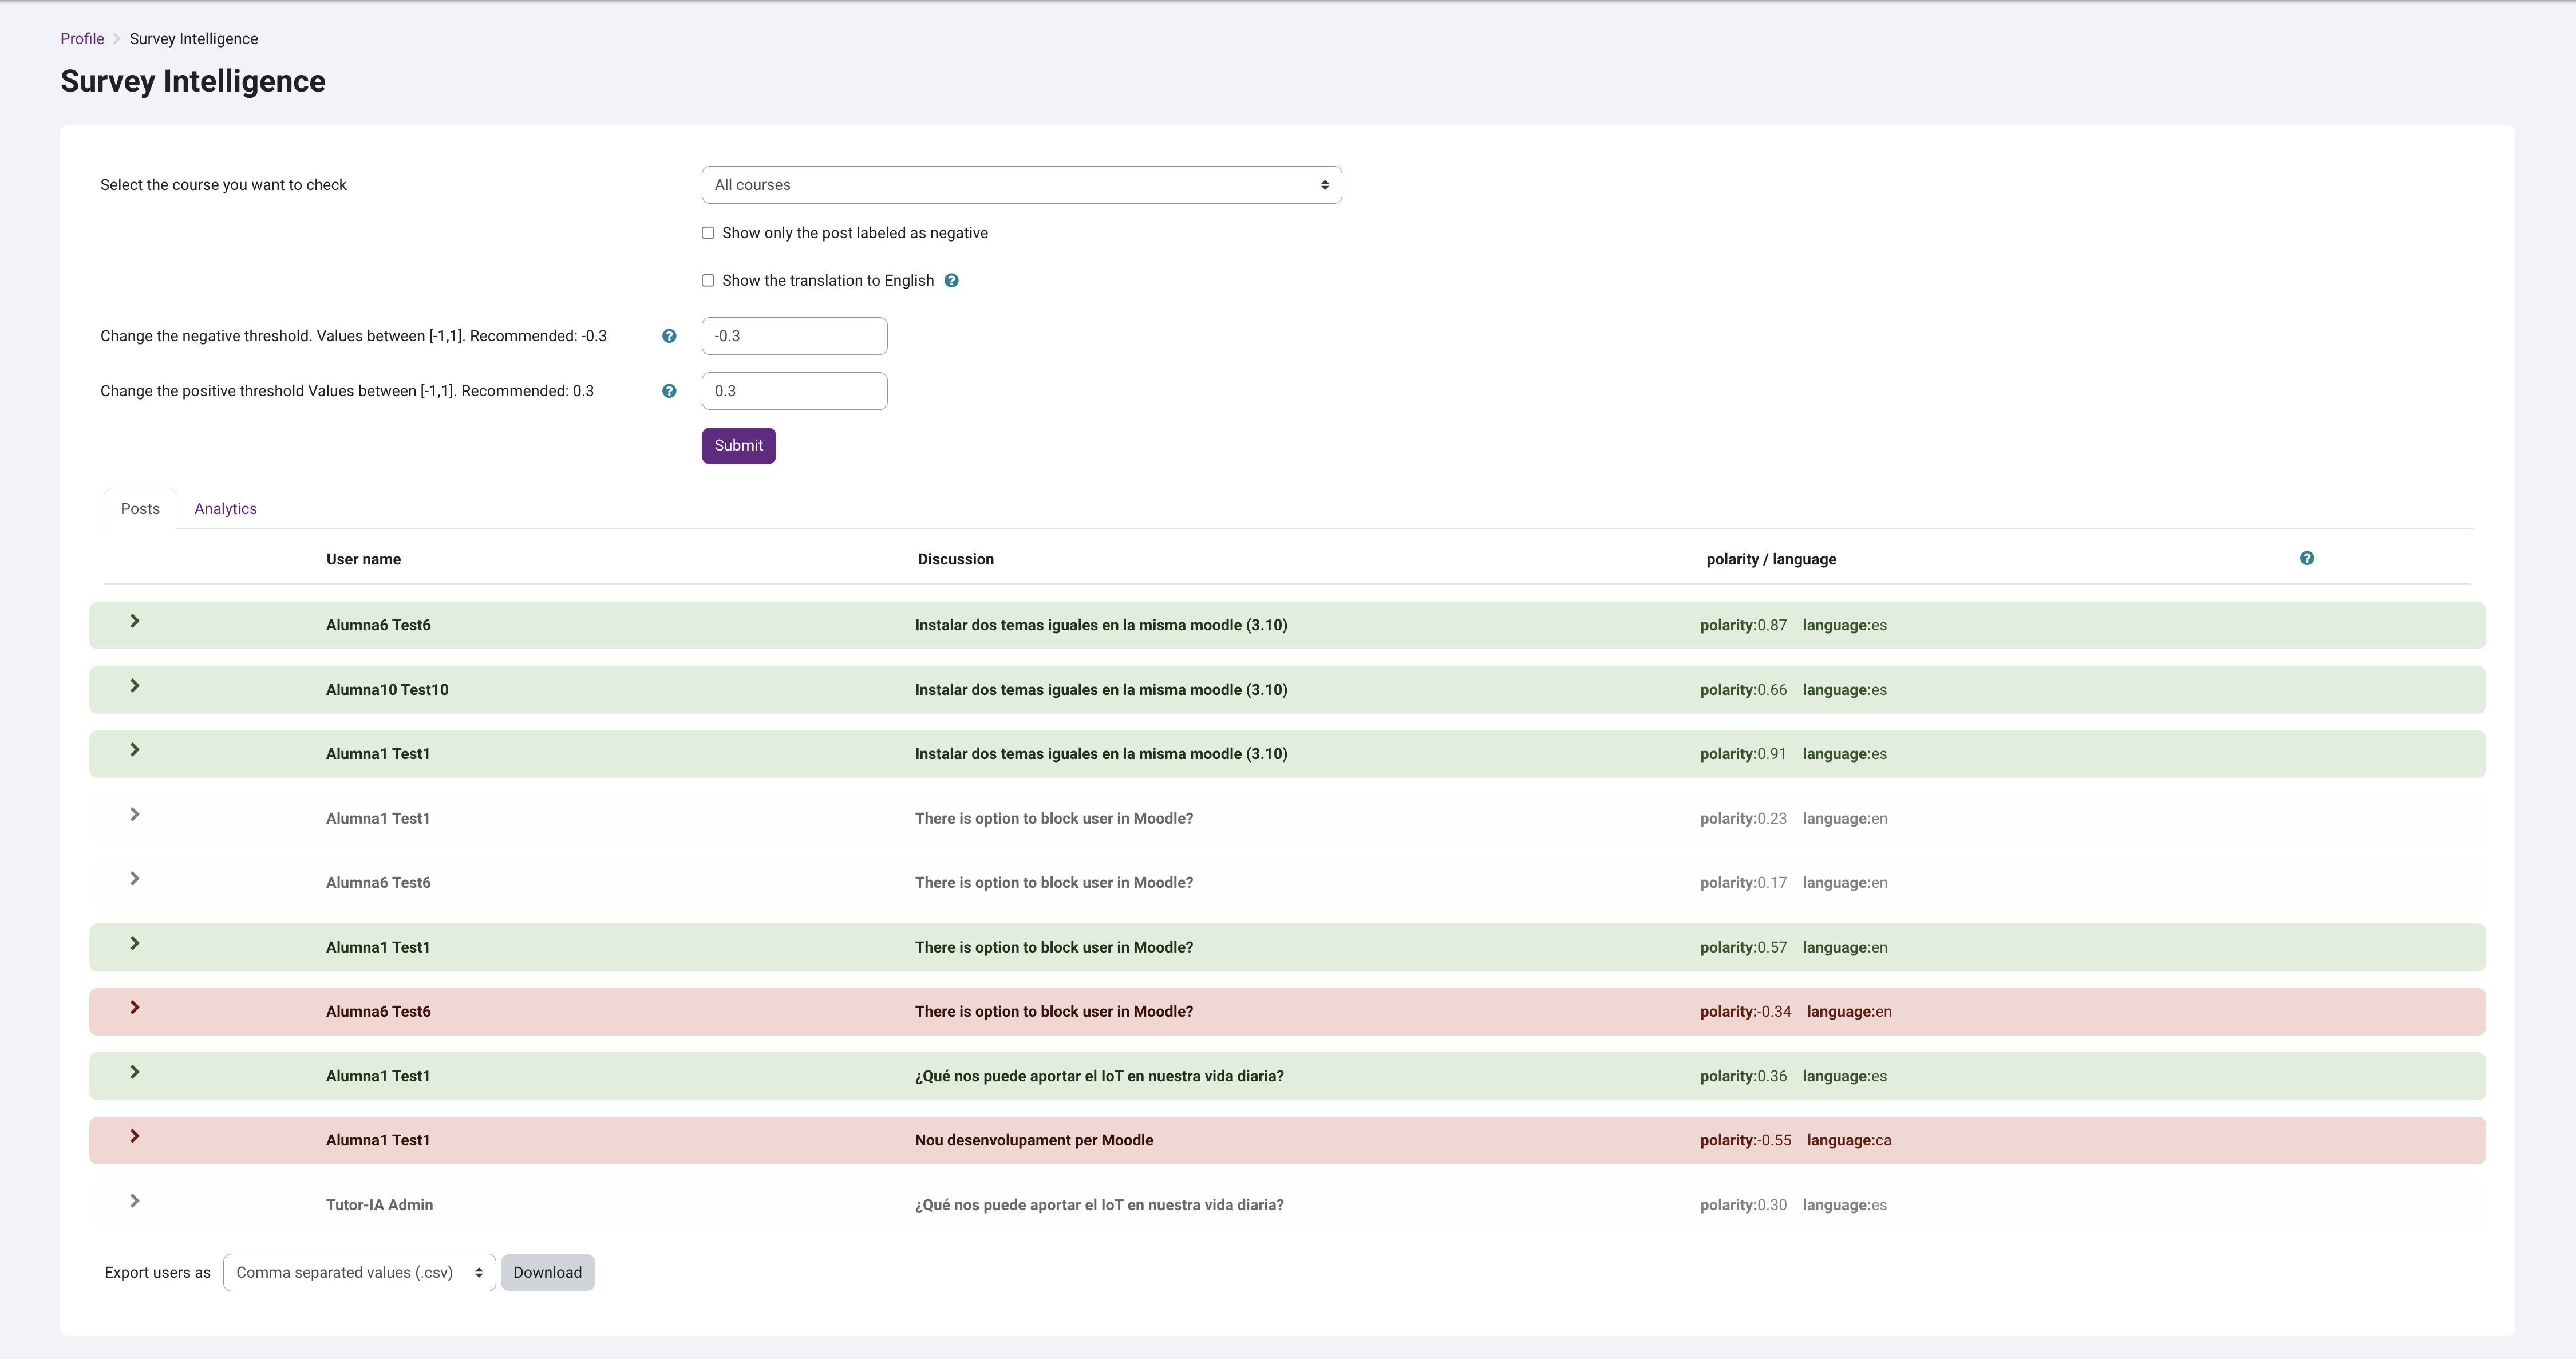 Profile > Survey Intelligence
Survey Intelligence
Select the course you want to check All courses
Show only the post labeled as negative
Show the translation to English ?
Change the negative threshold. Values between [-1,1]. Recommended: -0.3 ? -0.3
Change the positive threshold Values between [-1,1]. Recommended: 0.3 ? 0.3
Submit
Posts Analytics
User name Discussion polarity / language ?
Alumna6 Test6 Instalar dos temas iguales en la misma moodle (3.10) polarity:0.87 language:es
Alumna10 Test10 Instalar dos temas iguales en la misma moodle (3.10) polarity:0.66 language:es
Alumna1 Test1 Instalar dos temas iguales en la misma moodle (3.10) polarity:0.91 language:es
Alumna1 Test1 There is option to block user in Moodle? polarity:0.23 language:en
Alumna6 Test6 There is option to block user in Moodle? polarity:0.17 language:en
Alumna1 Test1 There is option to block user in Moodle? polarity:0.57 language:en
Alumna6 Test6 There is option to block user in Moodle? polarity:-0.34 language:en
Alumna1 Test1 ¿Qué nos puede aportar el IoT en nuestra vida diaria? polarity:0.36 language:es
Alumna1 Test1 Nou desenvolupament per Moodle polarity:-0.55 language:ca
Tutor-IA Admin ¿Qué nos puede aportar el IoT en nuestra vida diaria? polarity:0.30 language:es
Export users as Comma separated values (.csv) Download